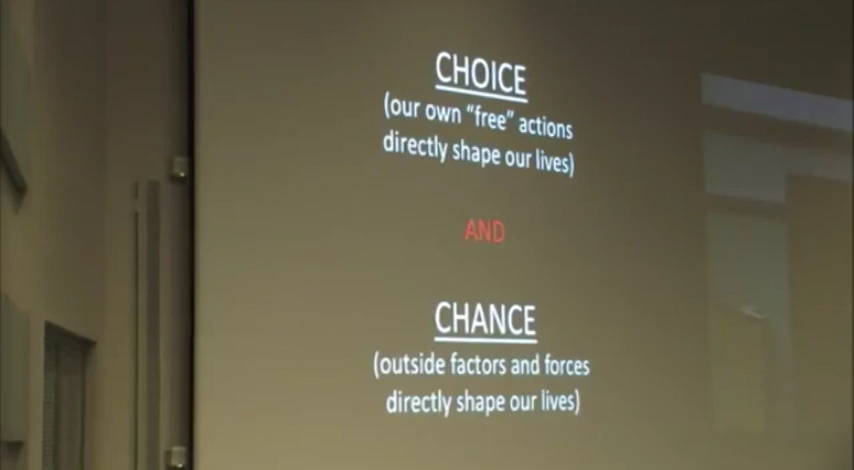 CHOICE
(our own “free” actions
directly shape our lives)
AND
CHANCE
(outside factors and forces
directly shape our lives)